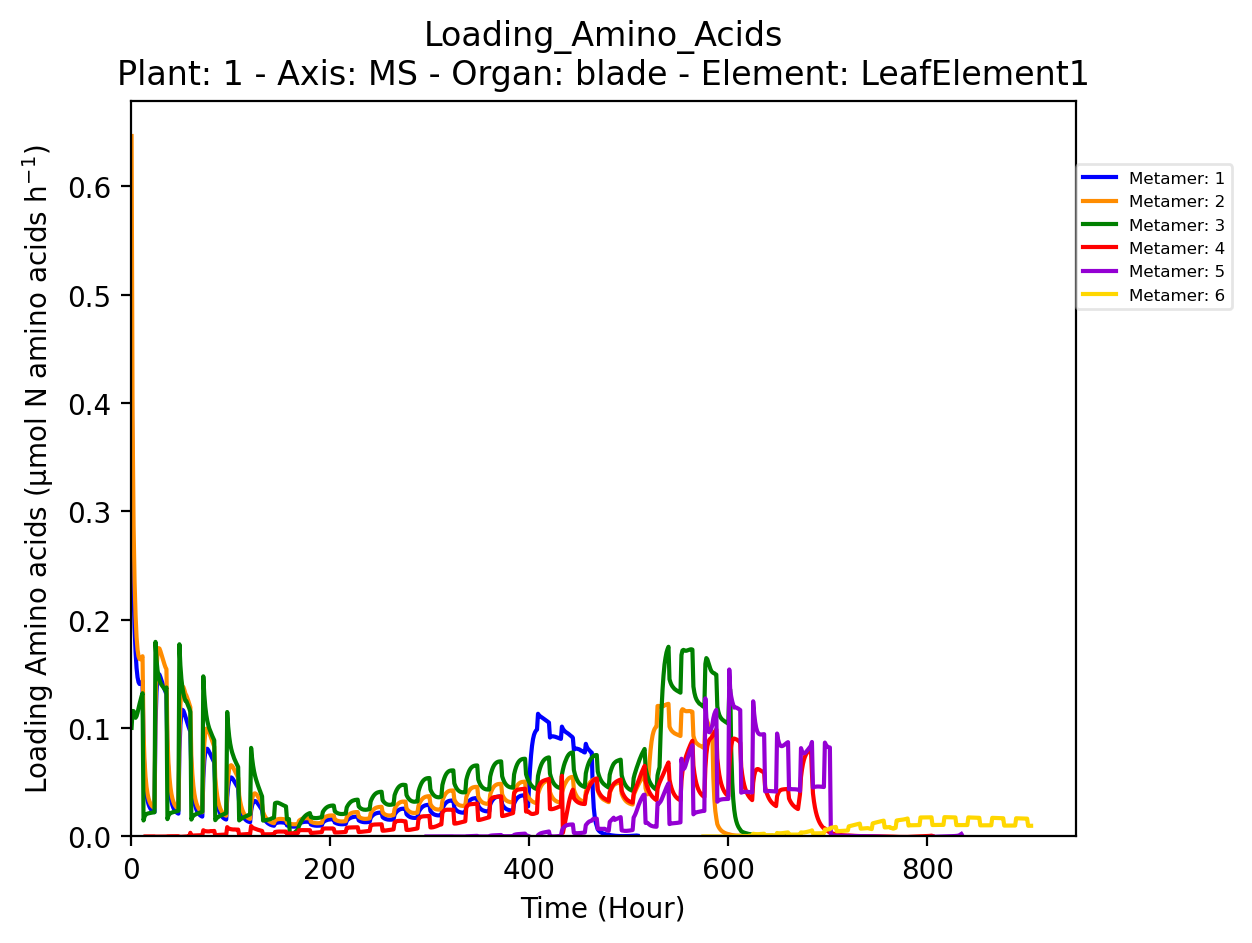 Loading_Amino_Acids
Plant: 1 - Axis: MS - Organ: blade - Element: LeafElement1
Loading Amino acids (µmol N amino acids h⁻¹)
0.6
0.5
0.4
0.3
0.2
0.1
0.0
0 200 400 600 800
Time (Hour)
Metamer: 1
Metamer: 2
Metamer: 3
Metamer: 4
Metamer: 5
Metamer: 6